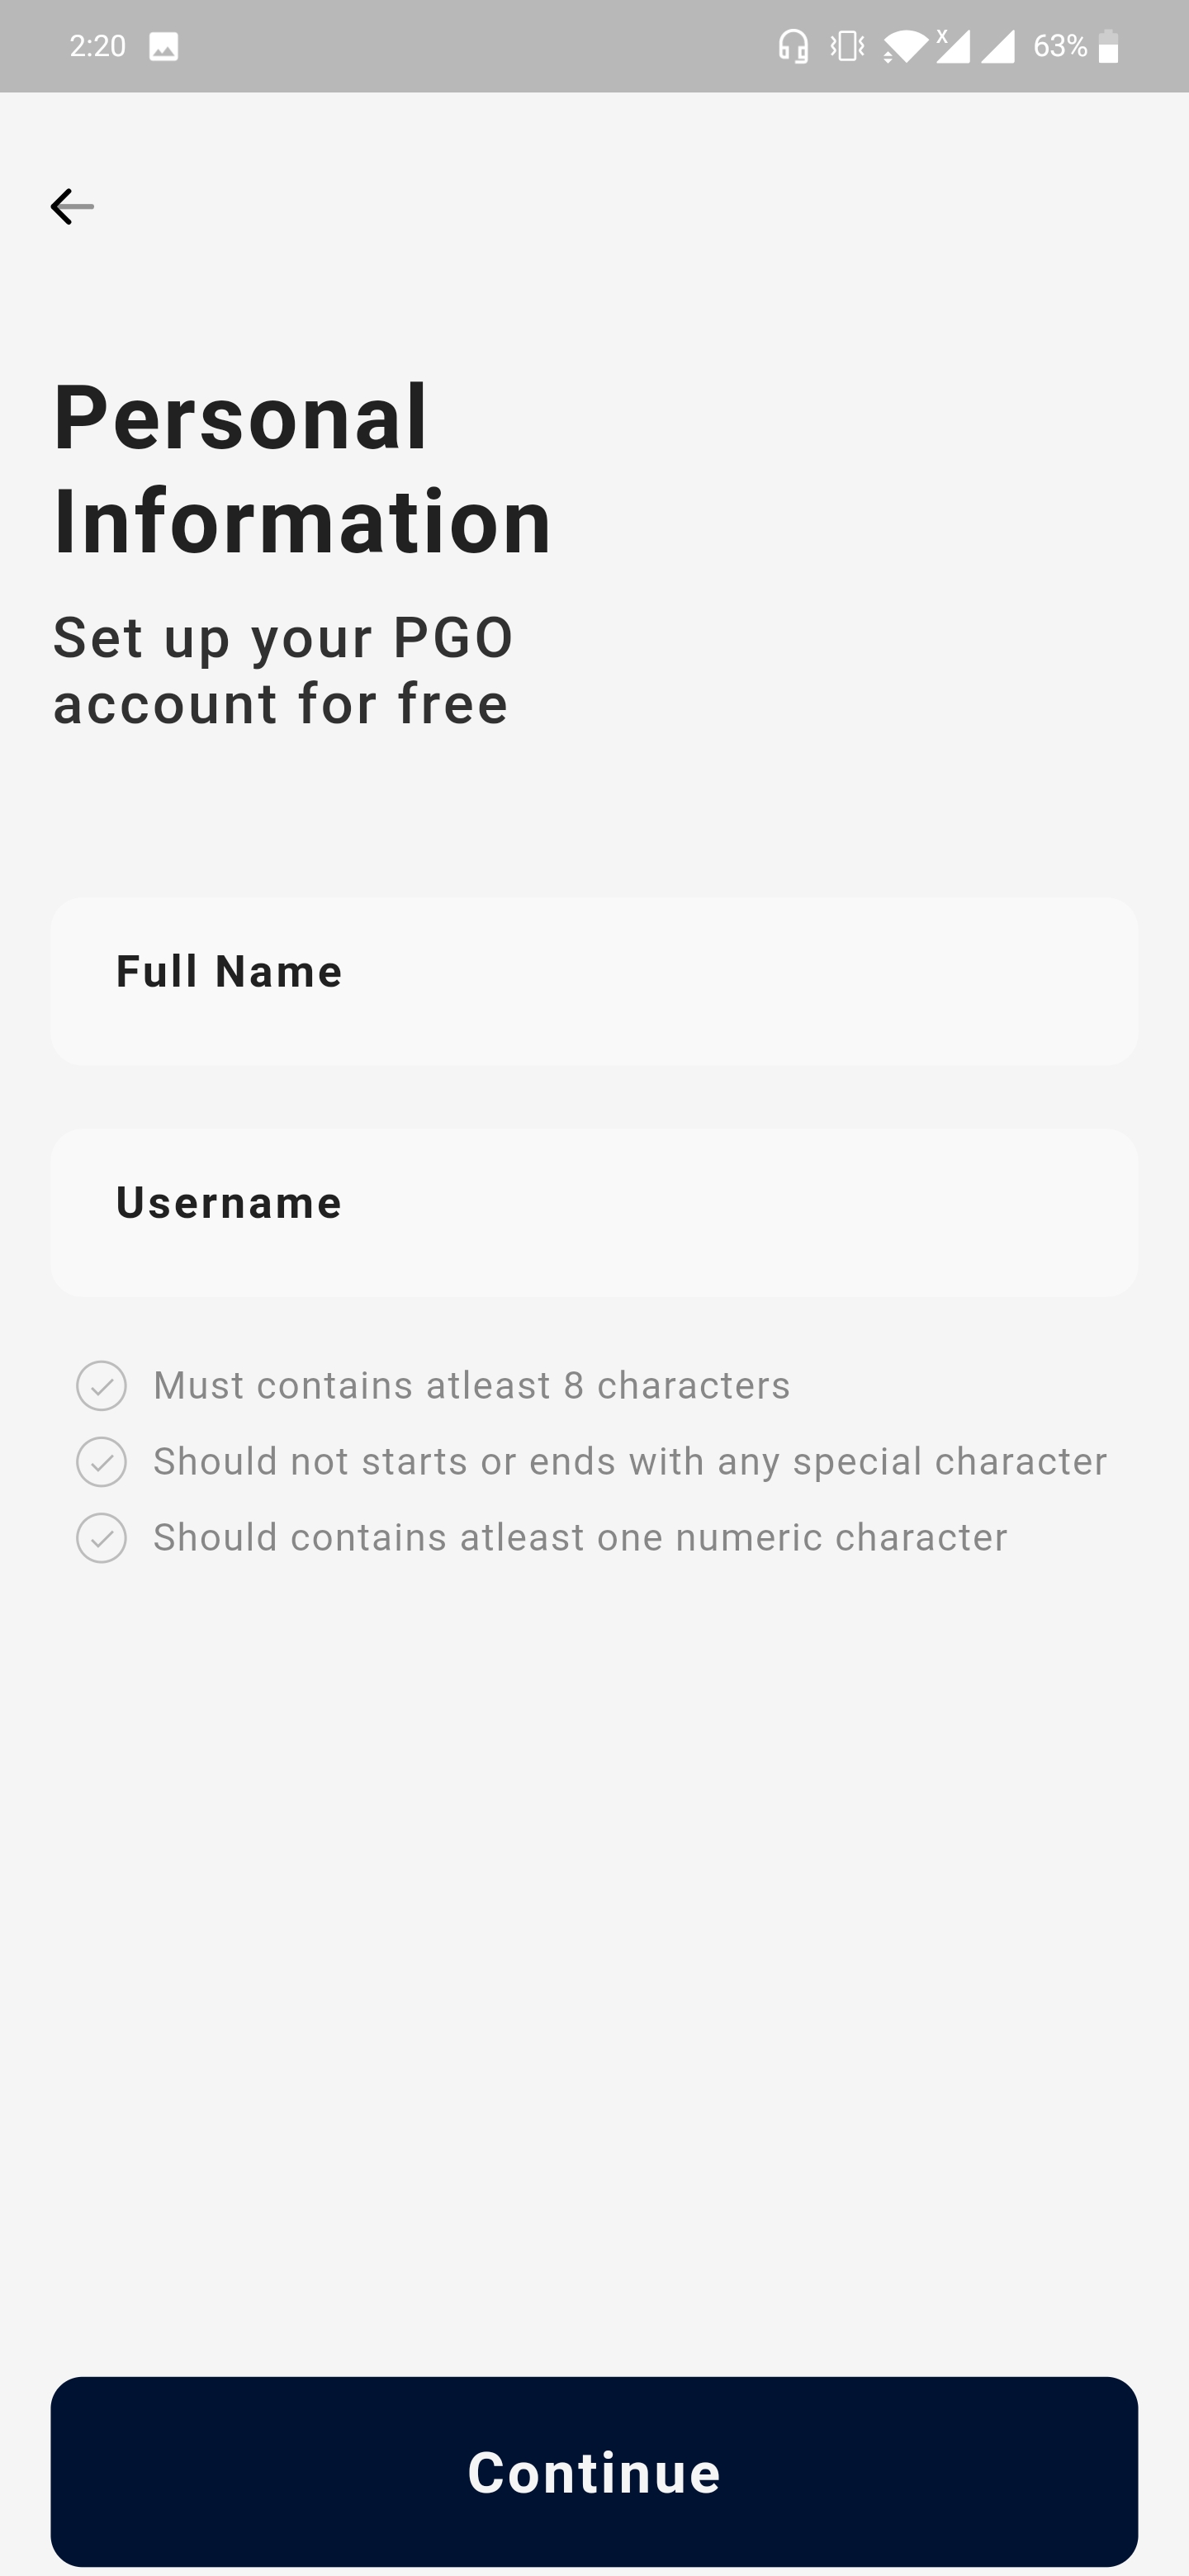 2:20
x
63%
Personal
Information
Set up your PGO
account for free
Full Name
Username
Must contains atleast 8 characters
Should not starts or ends with any special character
Should contains atleast one numeric character
Continue